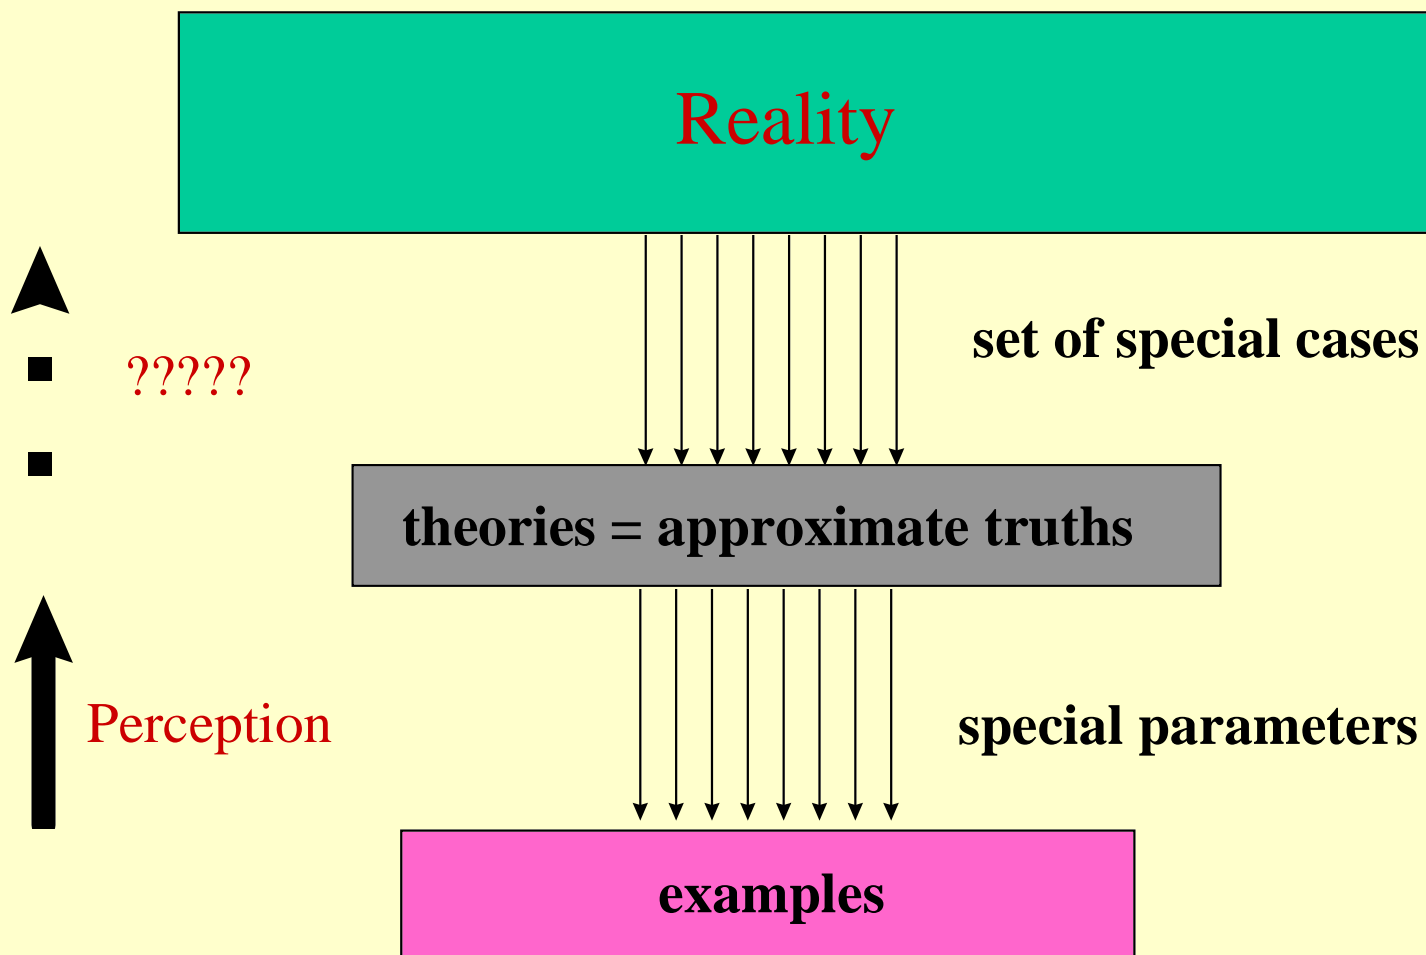 Reality
set of special cases
?????
theories = approximate truths
Perception
special parameters
examples